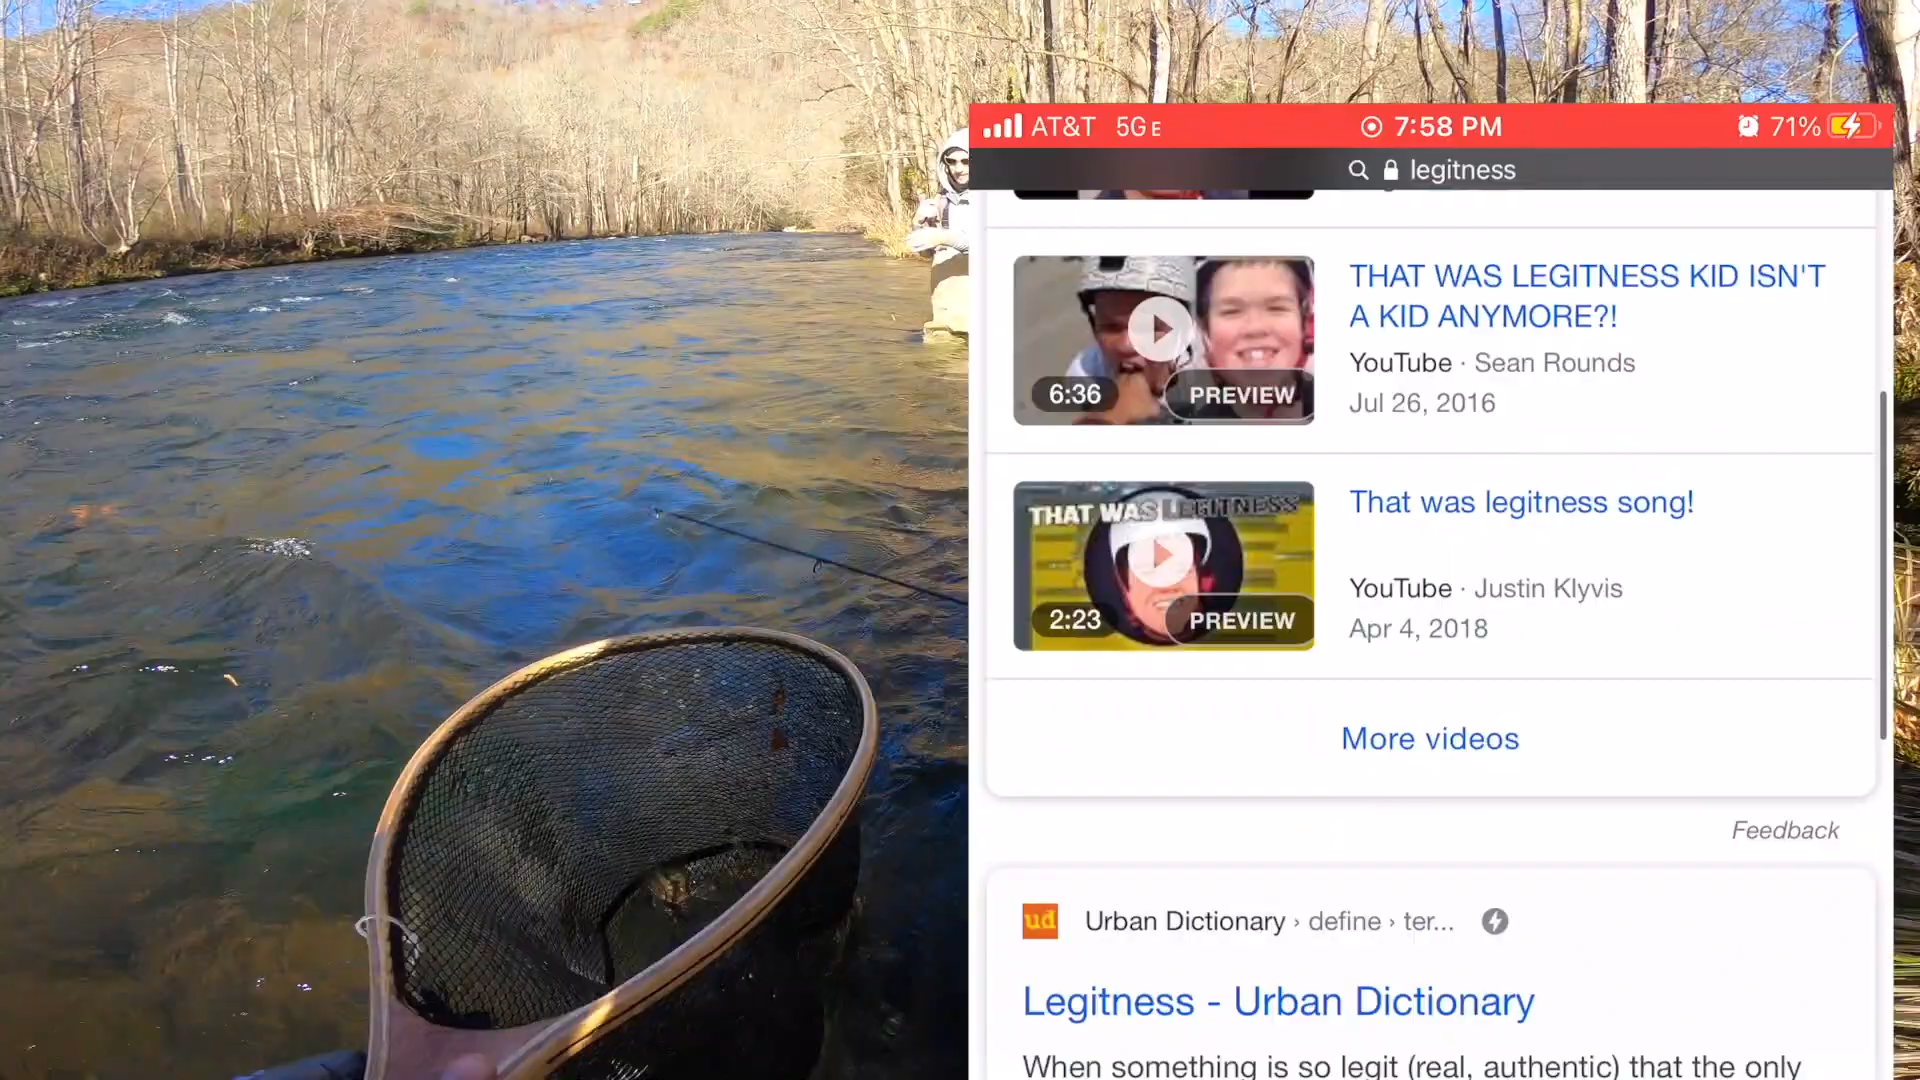 AT&T 5GE 7:58 PM 71%
legitness
THAT WAS LEGITNESS KID ISN'T
A KID ANYMORE?!
YouTube · Sean Rounds
Jul 26, 2016
6:36 PREVIEW
THAT WAS LEGITNESS
That was legitness song!
YouTube · Justin Klyvis
Apr 4, 2018
2:23 PREVIEW
More videos
Feedback
ud Urban Dictionary › define › ter...
Legitness - Urban Dictionary
When something is so legit (real, authentic) that the only